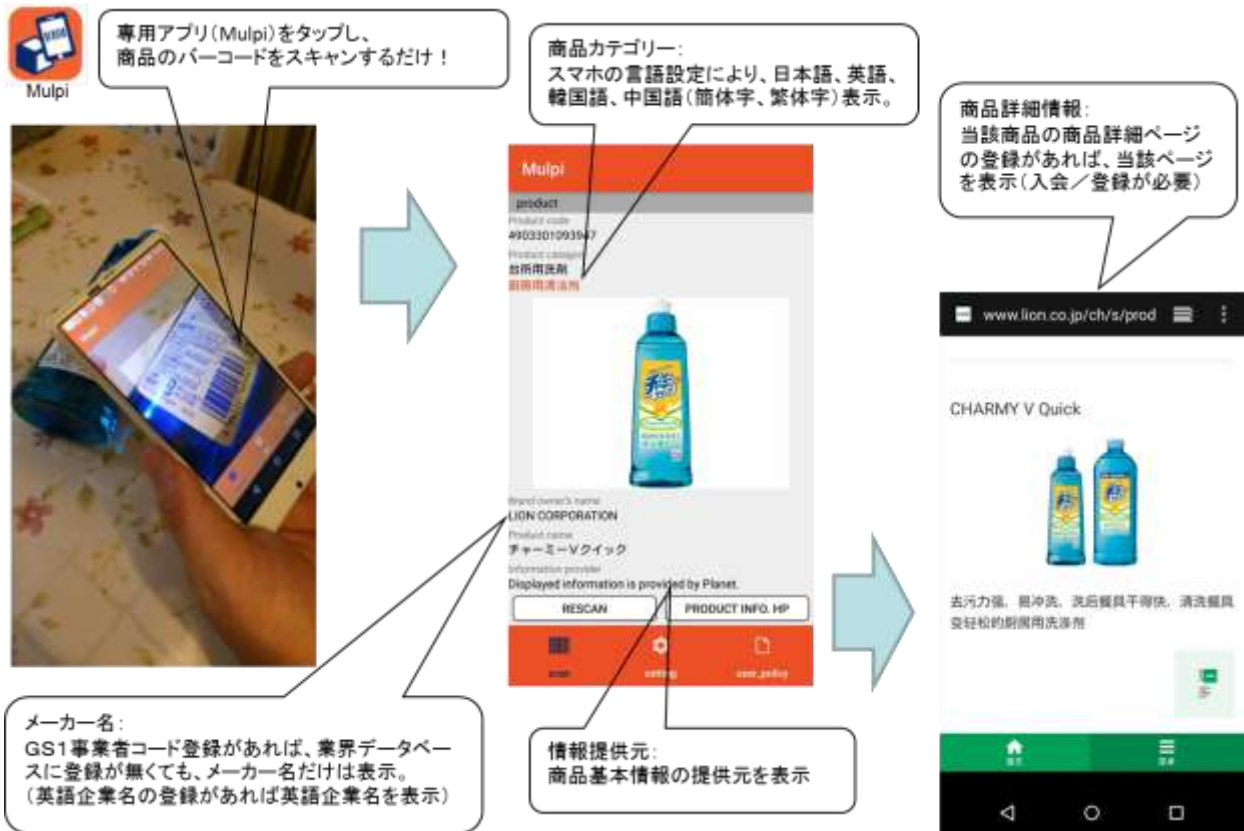 Mulpi
専用アプリ(Mulpi)をタップし、
商品のバーコードをスキャンするだけ！
商品カテゴリー:
スマホの言語設定により、日本語、英語、
韓国語、中国語(簡体字、繁体字)表示。
商品詳細情報:
当該商品の商品詳細ページ
の登録があれば、当該ページ
を表示(入会／登録が必要)
Mulpi
product
Product code
4903301093947
Product category
台所用洗剤
厨房用清洁剂
Brand owner's name
LION CORPORATION
Product name
チャーミーVクイック
Information provider
Displayed information is provided by Planet.
RESCAN
PRODUCT INFO. HP
scan
setting
user_policy
www.lion.co.jp/ch/s/prod
CHARMY V Quick
去污力强、易冲洗、洗后餐具干得快，清洗餐具
变轻松的厨房用洗涤剂
メーカー名:
GS1事業者コード登録があれば、業界データベー
スに登録が無くても、メーカー名だけは表示。
(英語企業名の登録があれば英語企業名を表示)
情報提供元:
商品基本情報の提供元を表示